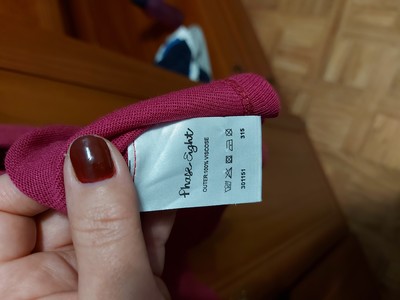 Phase Eight
OUTER:100% VISCOSE
301151 315